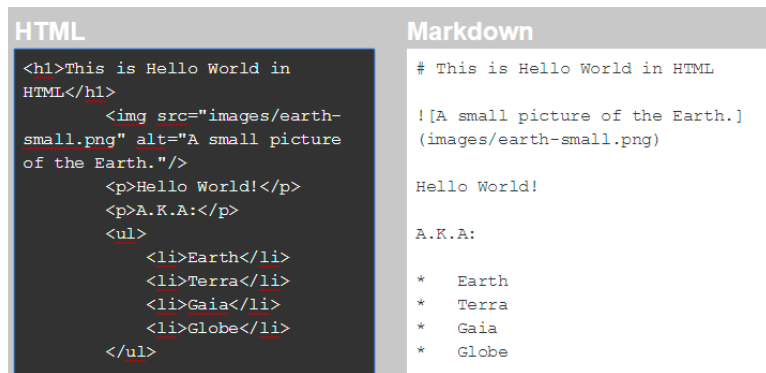 HTML
<h1>This is Hello World in
HTML</h1>
<img src="images/earth-
small.png" alt="A small picture
of the Earth."/>
<p>Hello World!</p>
<p>A.K.A:</p>
<ul>
<li>Earth</li>
<li>Terra</li>
<li>Gaia</li>
<li>Globe</li>
</ul>
Markdown
# This is Hello World in HTML
![A small picture of the Earth.]
(images/earth-small.png)
Hello World!
A.K.A:
* Earth
* Terra
* Gaia
* Globe